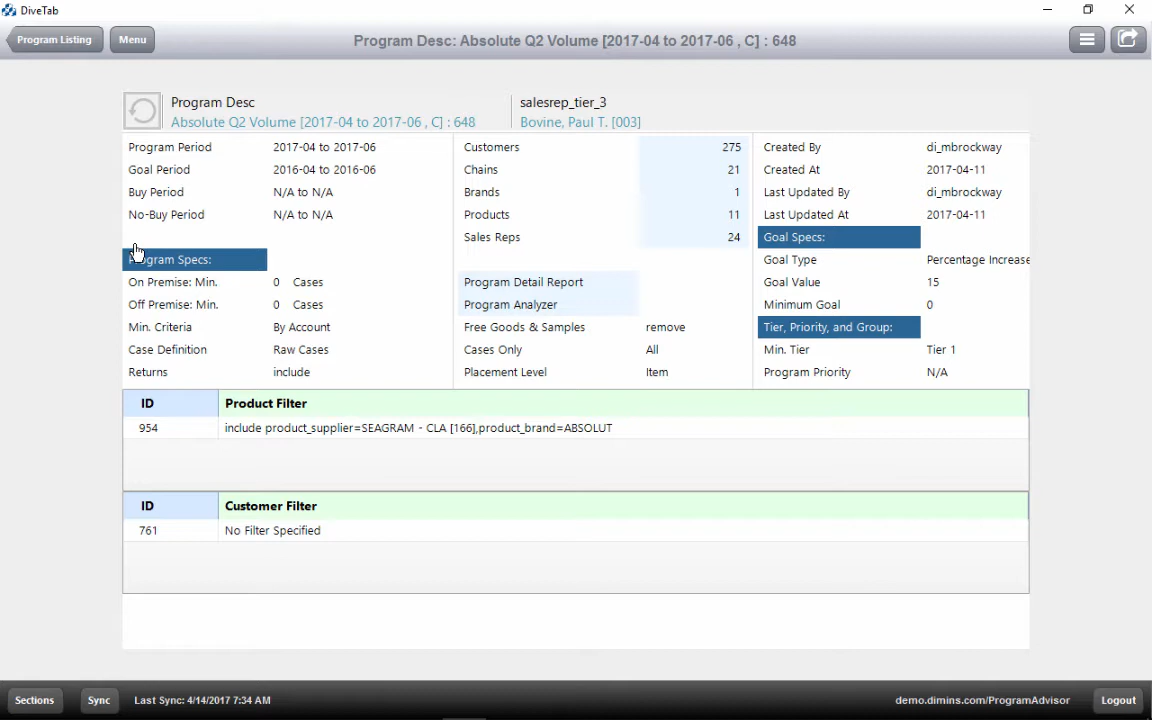 DiveTab
Program Listing
Menu
Program Desc: Absolute Q2 Volume [2017-04 to 2017-06 , C] : 648
Program Desc
Absolute Q2 Volume [2017-04 to 2017-06 , C] : 648
salesrep_tier_3
Bovine, Paul T. [003]
Program Period 2017-04 to 2017-06
Goal Period 2016-04 to 2016-06
Buy Period N/A to N/A
No-Buy Period N/A to N/A
Program Specs:
On Premise: Min. 0 Cases
Off Premise: Min. 0 Cases
Min. Criteria By Account
Case Definition Raw Cases
Returns include
Customers 275
Chains 21
Brands 1
Products 11
Sales Reps 24
Program Detail Report
Program Analyzer
Free Goods & Samples remove
Cases Only All
Placement Level Item
Created By di_mbrockway
Created At 2017-04-11
Last Updated By di_mbrockway
Last Updated At 2017-04-11
Goal Specs:
Goal Type Percentage Increase
Goal Value 15
Minimum Goal 0
Tier, Priority, and Group:
Min. Tier Tier 1
Program Priority N/A
ID Product Filter
954 include product_supplier=SEAGRAM - CLA [166],product_brand=ABSOLUT
ID Customer Filter
761 No Filter Specified
Sections
Sync
Last Sync: 4/14/2017 7:34 AM
demo.dimins.com/ProgramAdvisor
Logout